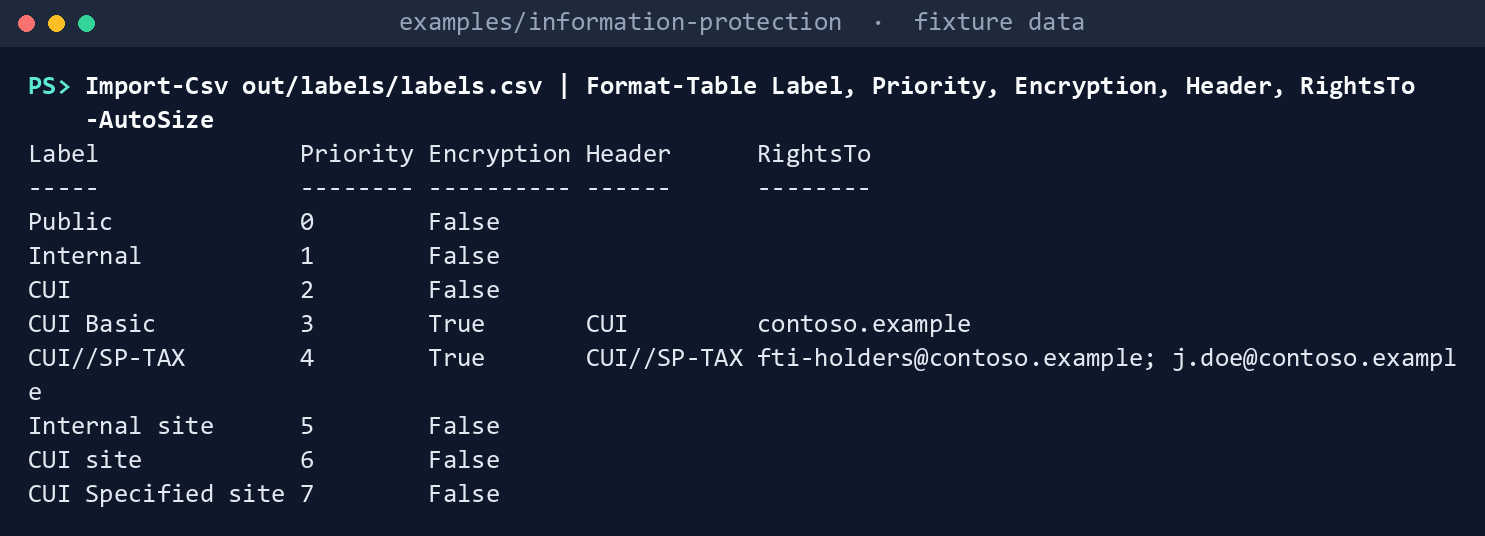 examples/information-protection · fixture data
PS> Import-Csv out/labels/labels.csv | Format-Table Label, Priority, Encryption, Header, RightsTo
    -AutoSize
Label              Priority Encryption Header      RightsTo
-----              -------- ---------- ------      --------
Public             0        False
Internal           1        False
CUI                2        False
CUI Basic          3        True       CUI         contoso.example
CUI//SP-TAX        4        True       CUI//SP-TAX fti-holders@contoso.example; j.doe@contoso.exampl
e
Internal site      5        False
CUI site           6        False
CUI Specified site 7        False